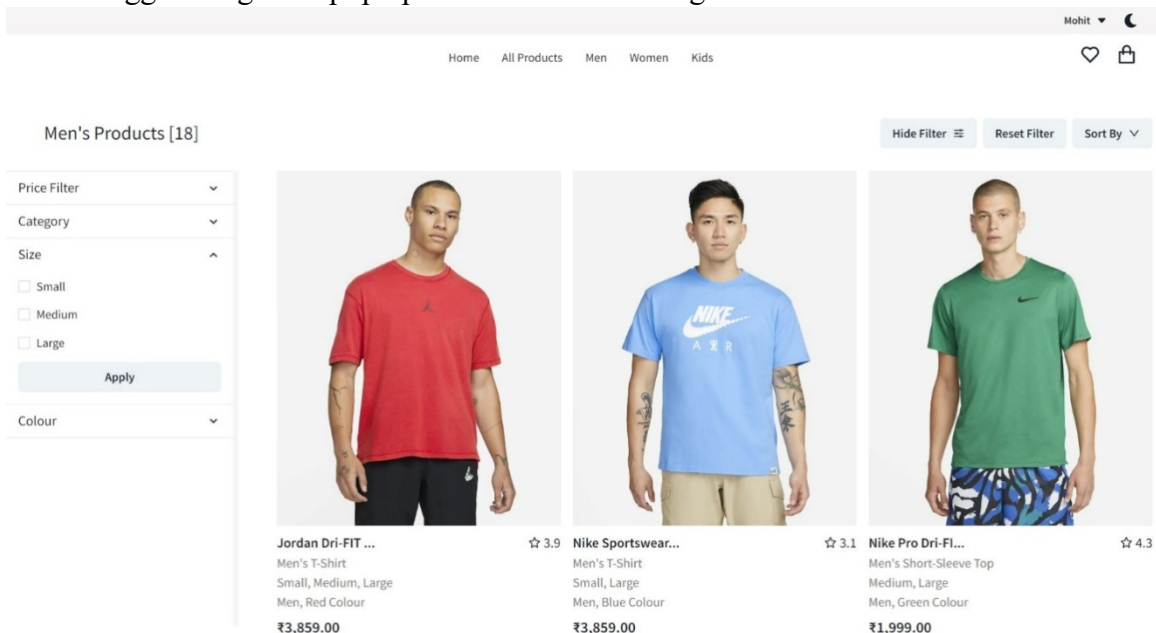 Mohit
Home All Products Men Women Kids
Men's Products [18]
Hide Filter Reset Filter Sort By
Price Filter
Category
Size
Small
Medium
Large
Apply
Colour
NIKE
AIR
Jordan Dri-FIT ... 3.9
Men's T-Shirt
Small, Medium, Large
Men, Red Colour
₹3,859.00
Nike Sportswear... 3.1
Men's T-Shirt
Small, Large
Men, Blue Colour
₹3,859.00
Nike Pro Dri-FI... 4.3
Men's Short-Sleeve Top
Medium, Large
Men, Green Colour
₹1,999.00